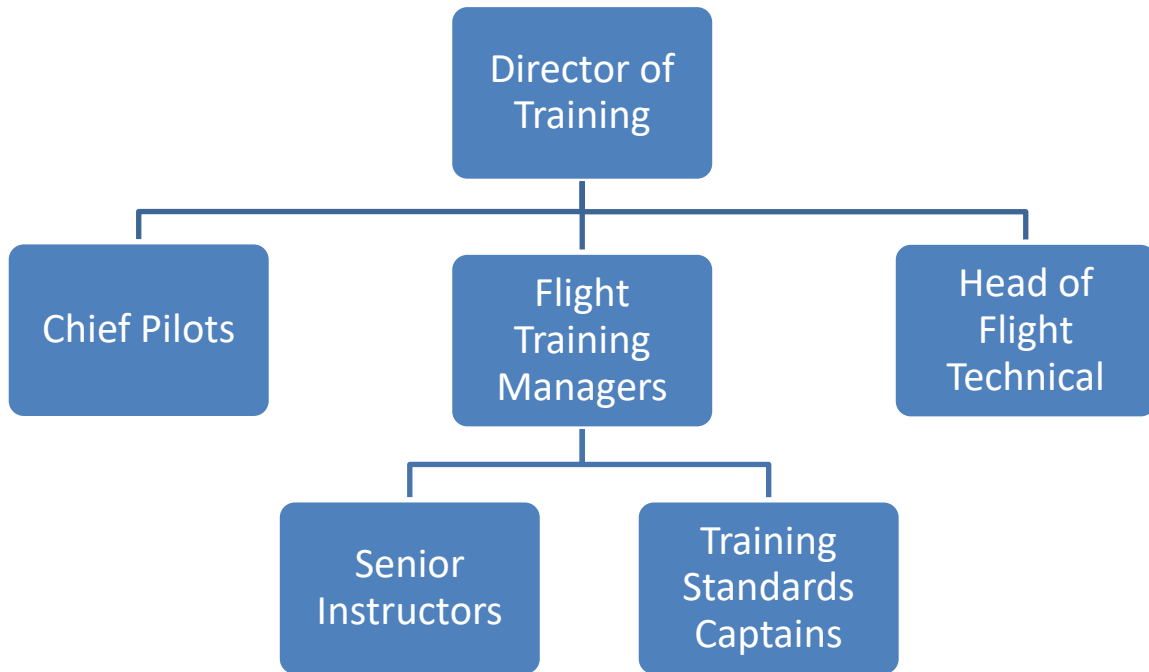 Director of
Training
Chief Pilots
Flight
Training
Managers
Head of
Flight
Technical
Senior
Instructors
Training
Standards
Captains